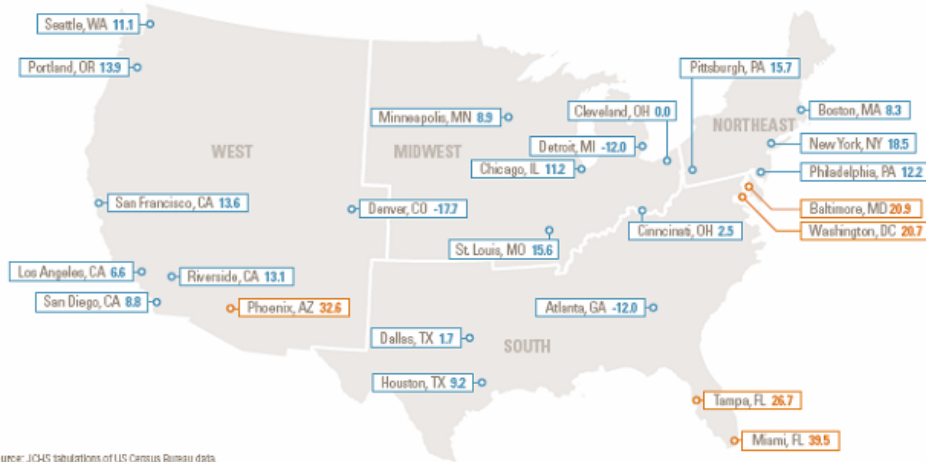 Seattle, WA 11.1
Portland, OR 13.9
Pittsburgh, PA 15.7
Minneapolis, MN 8.9
Cleveland, OH 0.0
Boston, MA 8.3
NORTHEAST
WEST
MIDWEST
Detroit, MI -12.0
New York, NY 18.5
Chicago, IL 11.2
Philadelphia, PA 12.2
San Francisco, CA 13.6
Denver, CO -17.7
Baltimore, MD 20.9
Cinncinati, OH 2.5
Washington, DC 20.7
St. Louis, MO 15.6
Los Angeles, CA 6.6
Riverside, CA 13.1
San Diego, CA 8.8
Phoenix, AZ 32.6
Atlanta, GA -12.0
Dallas, TX 1.7
SOUTH
Houston, TX 9.2
Tampa, FL 26.7
Miami, FL 39.5
urce: JCHS tabulations of US Census Bureau data.